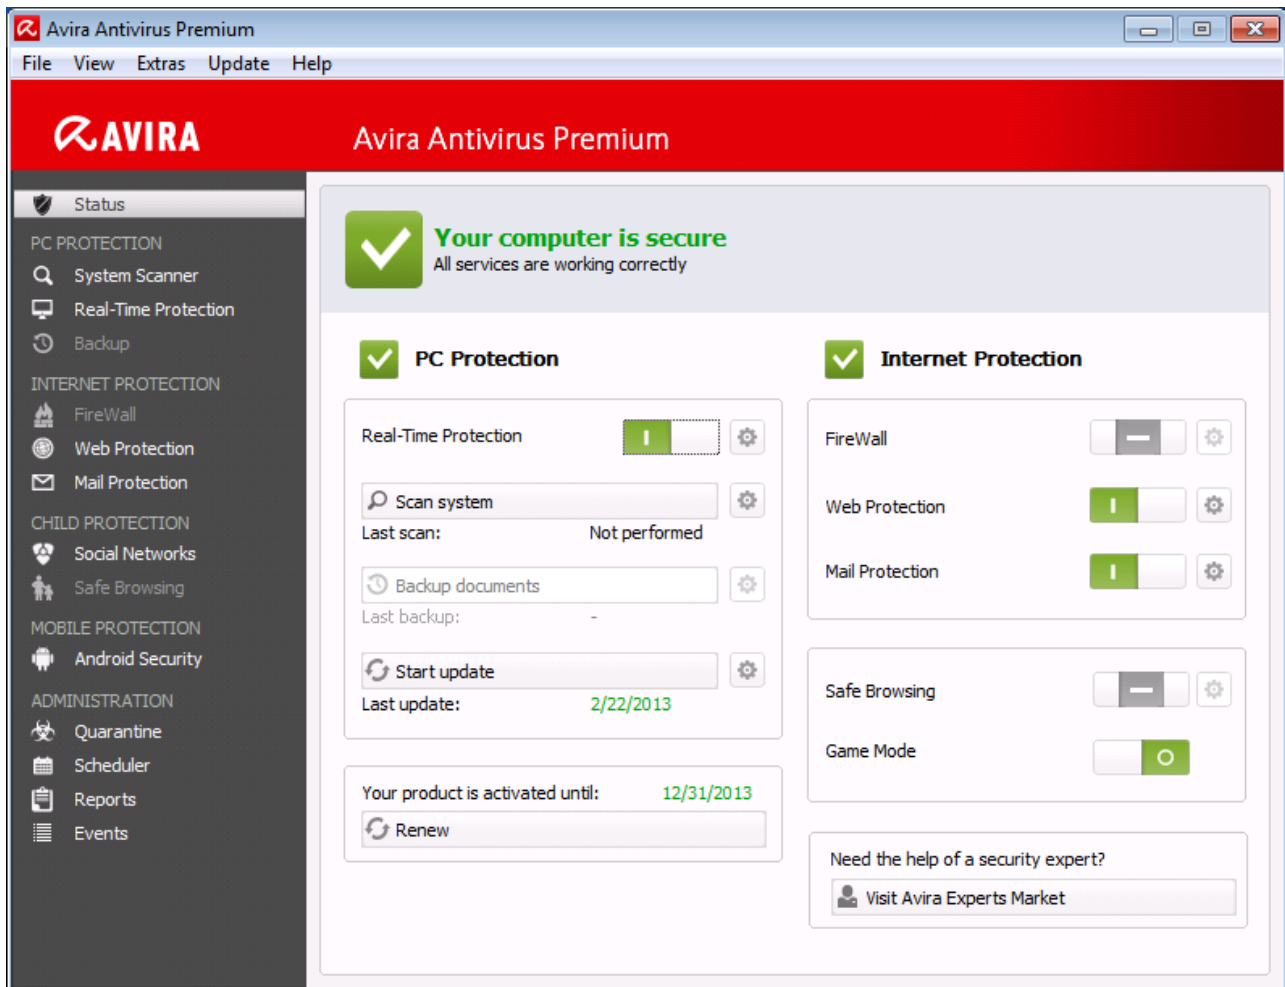 Avira Antivirus Premium
File View Extras Update Help
AVIRA
Avira Antivirus Premium
Status
PC PROTECTION
System Scanner
Real-Time Protection
Backup
INTERNET PROTECTION
FireWall
Web Protection
Mail Protection
CHILD PROTECTION
Social Networks
Safe Browsing
MOBILE PROTECTION
Android Security
ADMINISTRATION
Quarantine
Scheduler
Reports
Events
Your computer is secure
All services are working correctly
PC Protection
Real-Time Protection
Scan system
Last scan: Not performed
Backup documents
Last backup: -
Start update
Last update: 2/22/2013
Your product is activated until: 12/31/2013
Renew
Internet Protection
FireWall
Web Protection
Mail Protection
Safe Browsing
Game Mode
Need the help of a security expert?
Visit Avira Experts Market